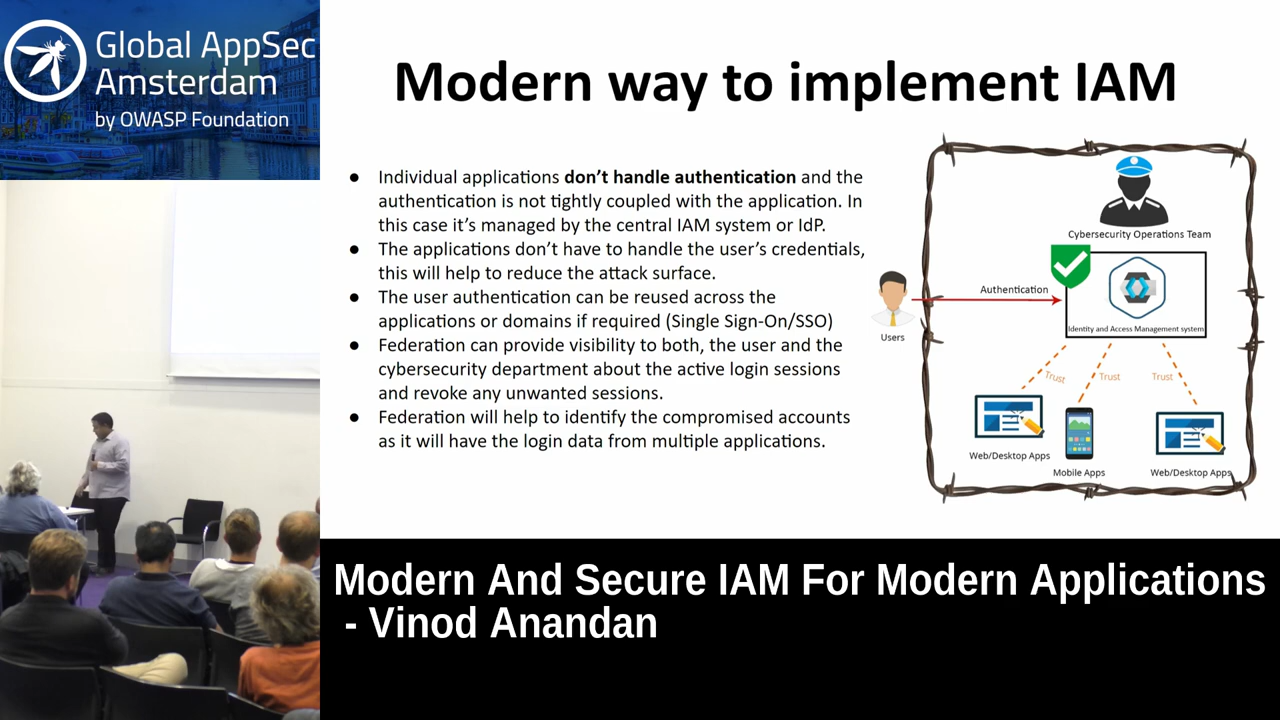 Global AppSec
Amsterdam
by OWASP Foundation
Modern way to implement IAM
● Individual applications don't handle authentication and the
authentication is not tightly coupled with the application. In
this case it's managed by the central IAM system or IdP.
● The applications don't have to handle the user's credentials,
this will help to reduce the attack surface.
● The user authentication can be reused across the
applications or domains if required (Single Sign-On/SSO)
● Federation can provide visibility to both, the user and the
cybersecurity department about the active login sessions
and revoke any unwanted sessions.
● Federation will help to identify the compromised accounts
as it will have the login data from multiple applications.
Cybersecurity Operations Team
Authentication
Identity and Access Management system
Users
Trust
Trust
Trust
Web/Desktop Apps
Mobile Apps
Web/Desktop Apps
Modern And Secure IAM For Modern Applications
- Vinod Anandan